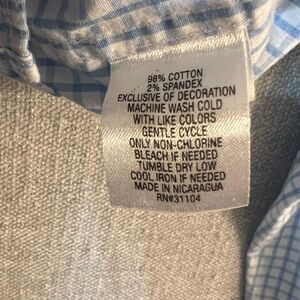 98% COTTON
2% SPANDEX
EXCLUSIVE OF DECORATION
MACHINE WASH COLD
WITH LIKE COLORS
GENTLE CYCLE
ONLY NON-CHLORINE
BLEACH IF NEEDED
TUMBLE DRY LOW
COOL IRON IF NEEDED
MADE IN NICARAGUA
RN#31104